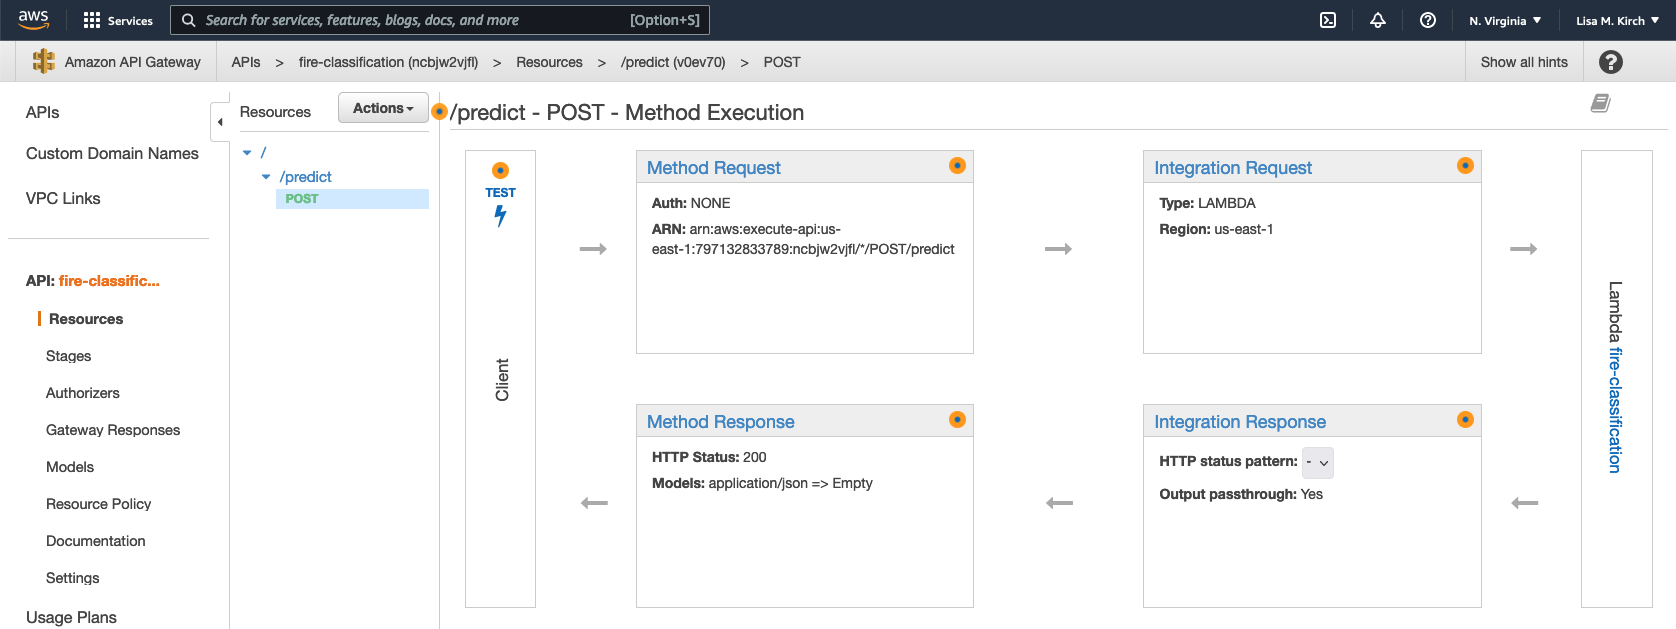 aws
Services
Search for services, features, blogs, docs, and more
[Option+S]
N. Virginia
Lisa M. Kirch
Amazon API Gateway
APIs > fire-classification (ncbjw2vjfl) > Resources > /predict (v0ev70) > POST
Show all hints
APIs
Custom Domain Names
VPC Links
API: fire-classific...
Resources
Stages
Authorizers
Gateway Responses
Models
Resource Policy
Documentation
Settings
Usage Plans
Resources
Actions
/
/predict
POST
/predict - POST - Method Execution
TEST
Client
Method Request
Auth: NONE
ARN: arn:aws:execute-api:us-
east-1:797132833789:ncbjw2vjfl/*/POST/predict
Integration Request
Type: LAMBDA
Region: us-east-1
Lambda fire-classification
Method Response
HTTP Status: 200
Models: application/json => Empty
Integration Response
HTTP status pattern: -
Output passthrough: Yes